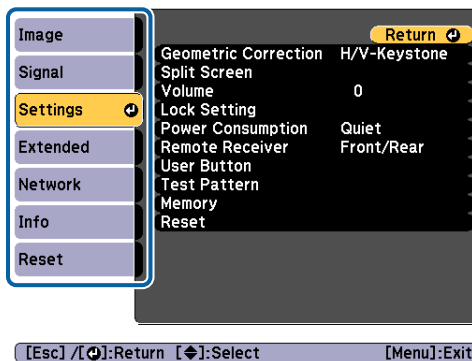 Image
Signal
Settings
Extended
Network
Info
Reset
Return
Geometric Correction H/V-Keystone
Split Screen
Volume 0
Lock Setting
Power Consumption Quiet
Remote Receiver Front/Rear
User Button
Test Pattern
Memory
Reset
[Esc] /[⏎]:Return [◆]:Select [Menu]:Exit